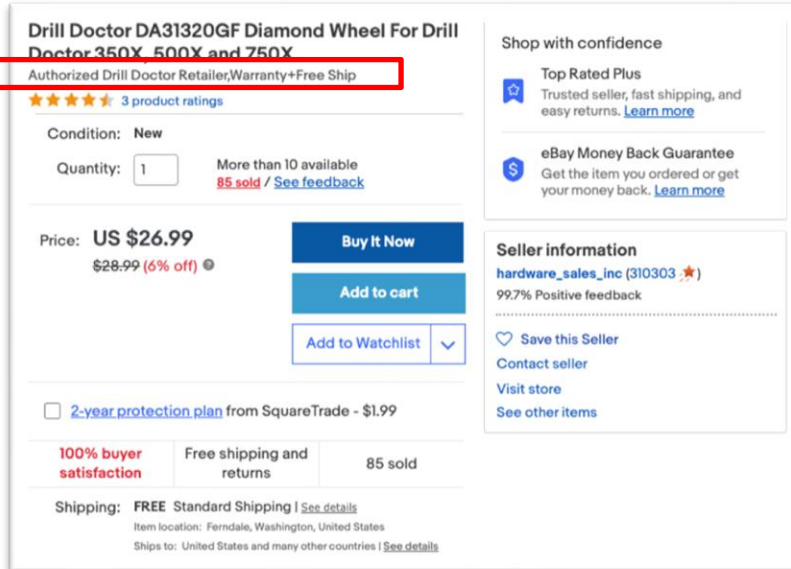 Drill Doctor DA31320GF Diamond Wheel For Drill
Doctor 350X, 500X and 750X
Authorized Drill Doctor Retailer,Warranty+Free Ship
3 product ratings
Condition: New
Quantity: 1
More than 10 available
85 sold / See feedback
Price: US $26.99
$28.99 (6% off)
Buy It Now
Add to cart
Add to Watchlist
2-year protection plan from SquareTrade - $1.99
100% buyer
satisfaction
Free shipping and
returns
85 sold
Shipping: FREE Standard Shipping | See details
Item location: Ferndale, Washington, United States
Ships to: United States and many other countries | See details
Shop with confidence
Top Rated Plus
Trusted seller, fast shipping, and
easy returns. Learn more
eBay Money Back Guarantee
Get the item you ordered or get
your money back. Learn more
Seller information
hardware_sales_inc (310303)
99.7% Positive feedback
Save this Seller
Contact seller
Visit store
See other items